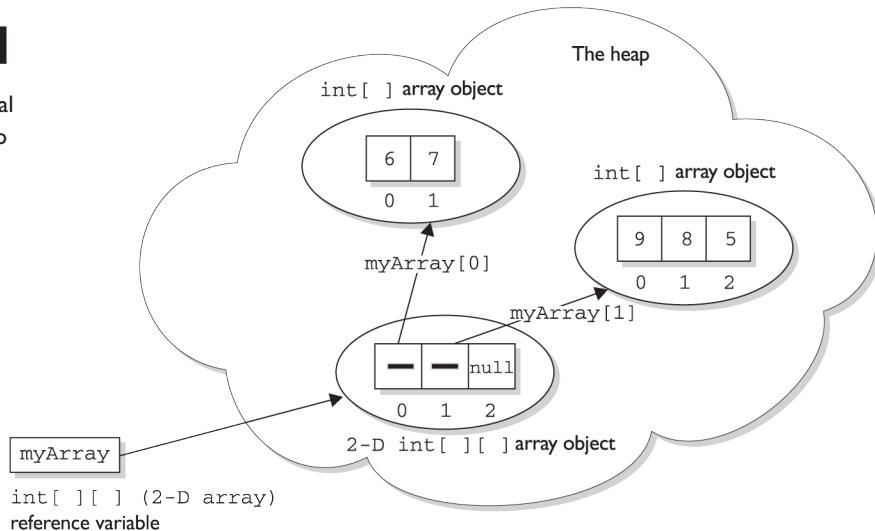 al
The heap
int[ ] array object
6 7
0 1
int[ ] array object
9 8 5
0 1 2
myArray[0]
myArray[1]
null
0 1 2
2-D int[ ][ ] array object
myArray
int[ ][ ] (2-D array)
reference variable